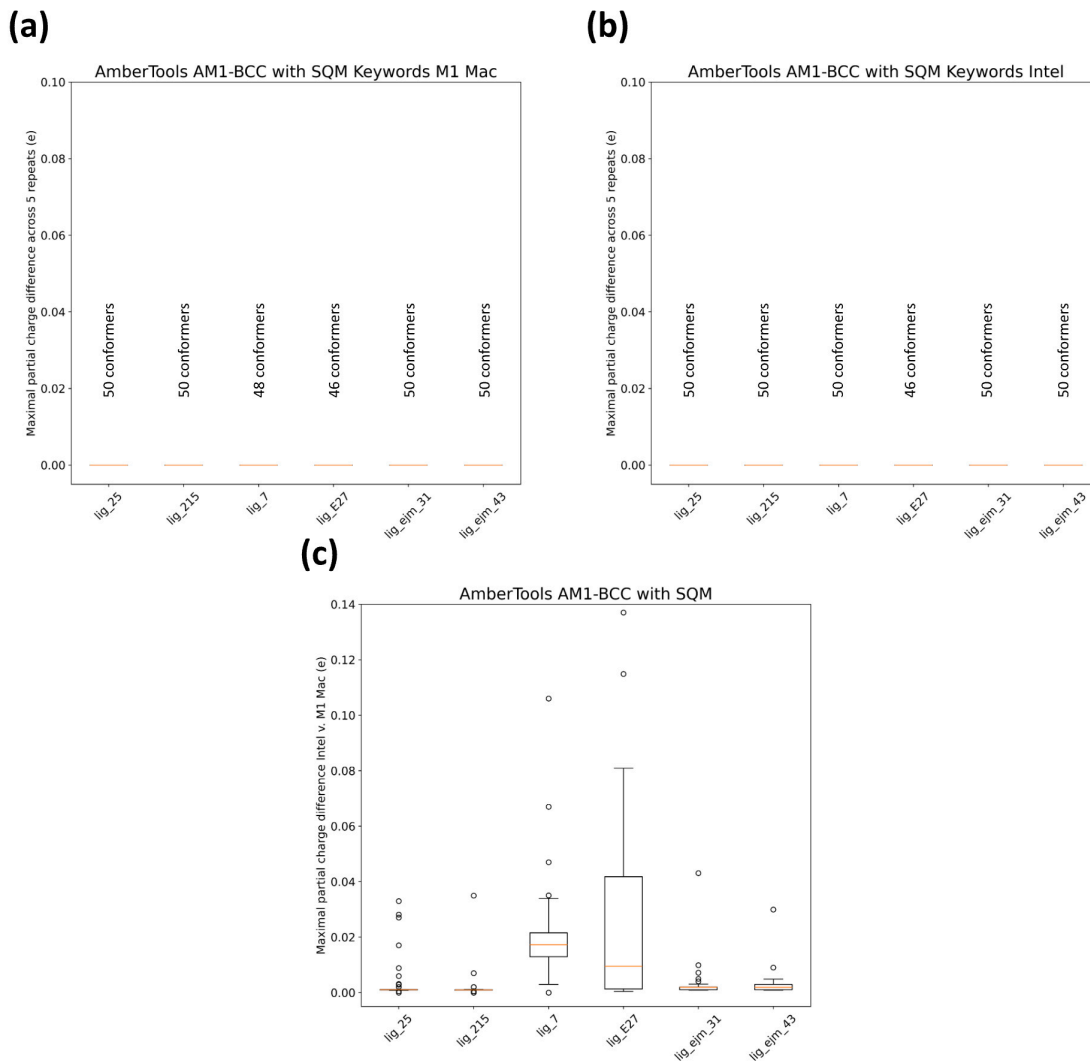 (a)
AmberTools AM1-BCC with SQM Keywords M1 Mac
Maximal partial charge difference across 5 repeats (e)
0.10
0.08
0.06
0.04
0.02
0.00
50 conformers
50 conformers
48 conformers
46 conformers
50 conformers
50 conformers
lig_25
lig_215
lig_7
lig_E27
lig_ejm_31
lig_ejm_43
(b)
AmberTools AM1-BCC with SQM Keywords Intel
Maximal partial charge difference across 5 repeats (e)
0.10
0.08
0.06
0.04
0.02
0.00
50 conformers
50 conformers
50 conformers
46 conformers
50 conformers
50 conformers
lig_25
lig_215
lig_7
lig_E27
lig_ejm_31
lig_ejm_43
(c)
AmberTools AM1-BCC with SQM
Maximal partial charge difference Intel v. M1 Mac (e)
0.14
0.12
0.10
0.08
0.06
0.04
0.02
0.00
lig_25
lig_215
lig_7
lig_E27
lig_ejm_31
lig_ejm_43